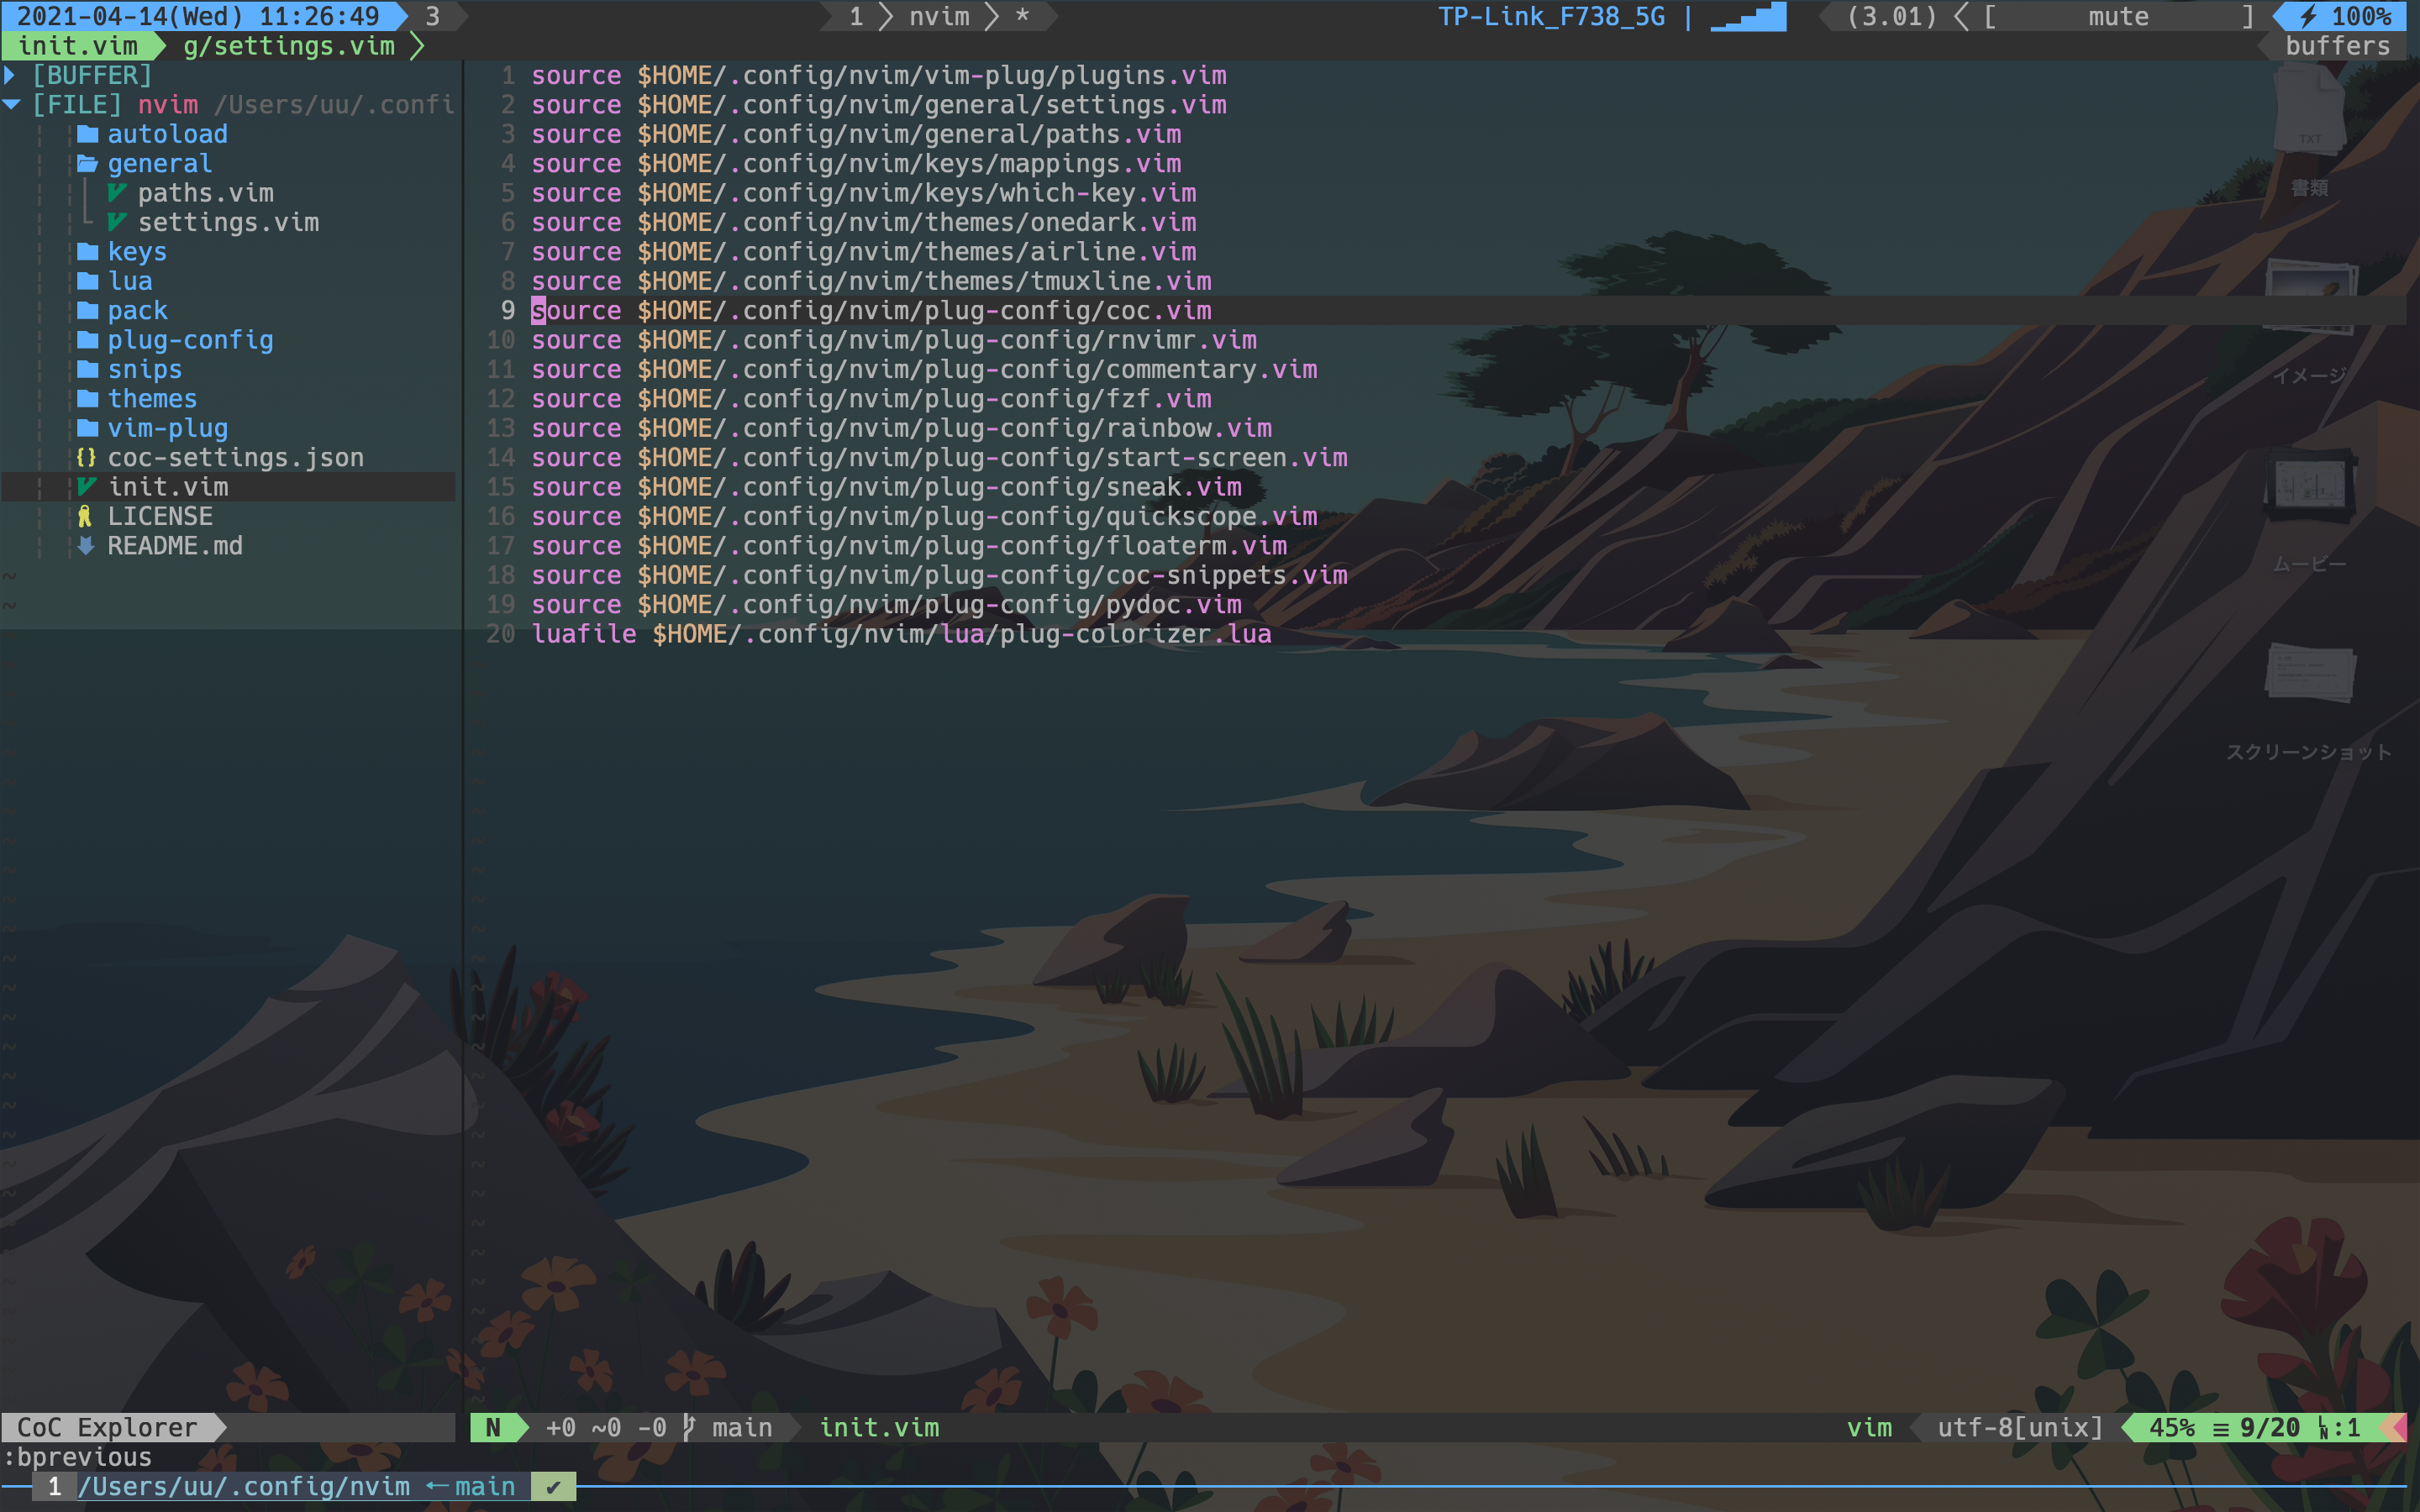 2021-04-14(Wed) 11:26:49 3 1 nvim * TP-Link_F738_5G | (3.01) [ mute ] 100%
init.vim g/settings.vim buffers
[BUFFER]
[FILE] nvim /Users/uu/.confi
autoload
general
paths.vim
settings.vim
keys
lua
pack
plug-config
snips
themes
vim-plug
{} coc-settings.json
init.vim
LICENSE
README.md
~
~
1 source $HOME/.config/nvim/vim-plug/plugins.vim
2 source $HOME/.config/nvim/general/settings.vim
3 source $HOME/.config/nvim/general/paths.vim
4 source $HOME/.config/nvim/keys/mappings.vim
5 source $HOME/.config/nvim/keys/which-key.vim
6 source $HOME/.config/nvim/themes/onedark.vim
7 source $HOME/.config/nvim/themes/airline.vim
8 source $HOME/.config/nvim/themes/tmuxline.vim
9 source $HOME/.config/nvim/plug-config/coc.vim
10 source $HOME/.config/nvim/plug-config/rnvimr.vim
11 source $HOME/.config/nvim/plug-config/commentary.vim
12 source $HOME/.config/nvim/plug-config/fzf.vim
13 source $HOME/.config/nvim/plug-config/rainbow.vim
14 source $HOME/.config/nvim/plug-config/start-screen.vim
15 source $HOME/.config/nvim/plug-config/sneak.vim
16 source $HOME/.config/nvim/plug-config/quickscope.vim
17 source $HOME/.config/nvim/plug-config/floaterm.vim
18 source $HOME/.config/nvim/plug-config/coc-snippets.vim
19 source $HOME/.config/nvim/plug-config/pydoc.vim
20 luafile $HOME/.config/nvim/lua/plug-colorizer.lua
TXT
書類
イメージ
ムービー
スクリーンショット
CoC Explorer N +0 ~0 -0 main init.vim vim utf-8[unix] 45% ≡ 9/20 :1
:bprevious
1 /Users/uu/.config/nvim ←main ✔